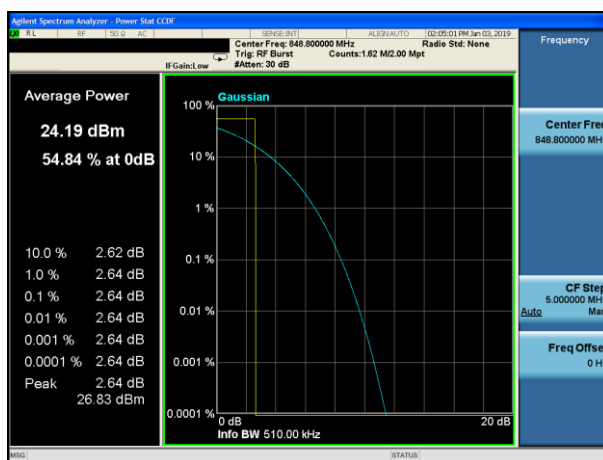 Agilent Spectrum Analyzer - Power Stat CCDF
RL RF 50 Ω AC SENSE:INT ALIGNAUTO 02:05:01 PM Jan 03, 2019
Center Freq: 848.800000 MHz Radio Std: None
Trig: RF Burst Counts:1.62 M/2.00 Mpt
IFGain:Low #Atten: 30 dB
Frequency
Average Power
24.19 dBm
54.84 % at 0dB
10.0 % 2.62 dB
1.0 % 2.64 dB
0.1 % 2.64 dB
0.01 % 2.64 dB
0.001 % 2.64 dB
0.0001 % 2.64 dB
Peak 2.64 dB
26.83 dBm
Gaussian
100 %
10 %
1 %
0.1 %
0.01 %
0.001 %
0.0001 %
0 dB 20 dB
Info BW 510.00 kHz
Center Freq
848.800000 MH
CF Step
5.000000 MH
Auto Ma
Freq Offse
0 H
MSG STATUS